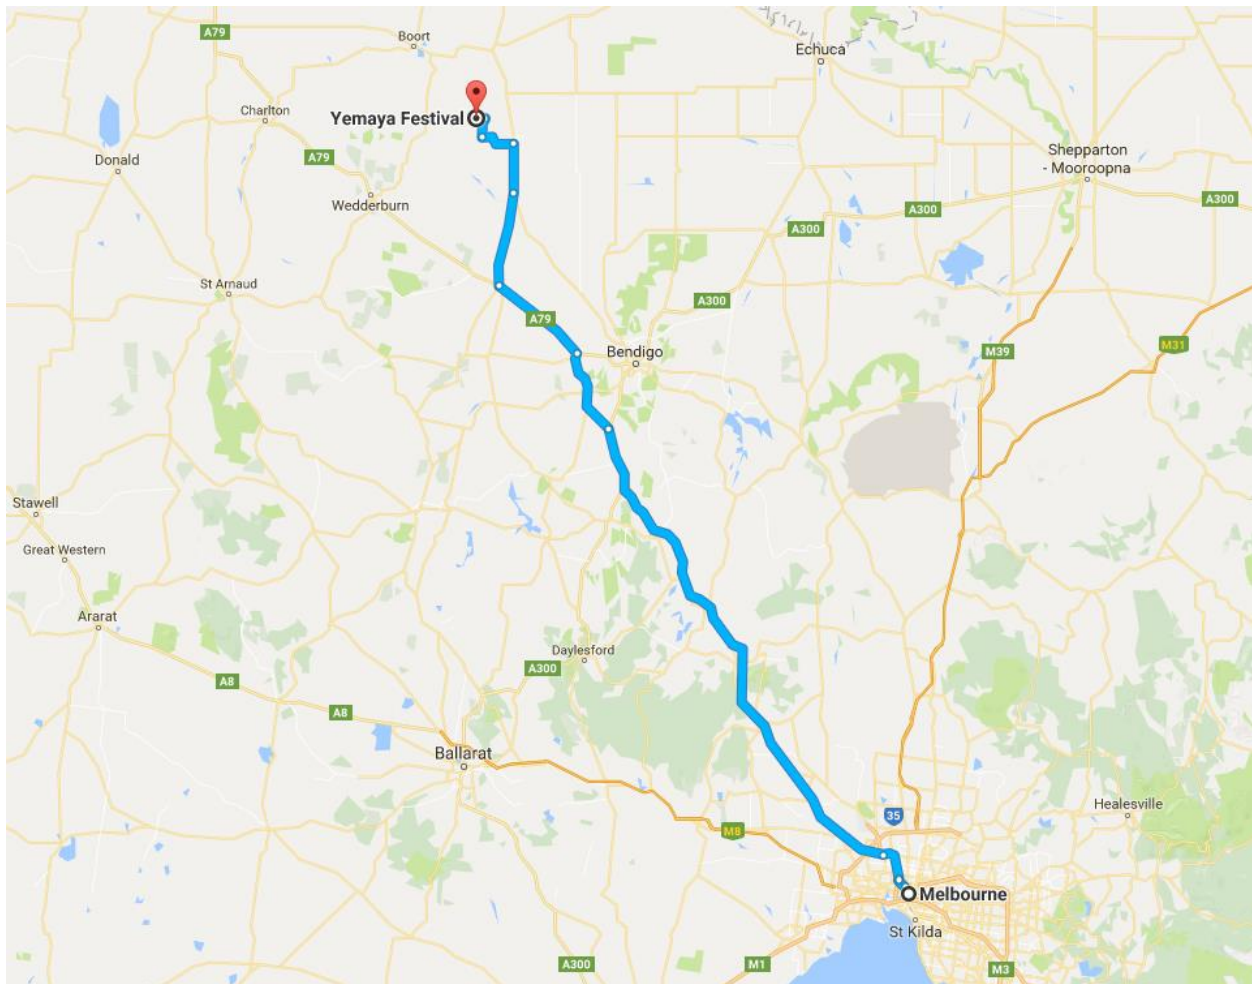 A79
Boort
Echuca
Charlton
Yemaya Festival
A79
Donald
Shepparton
- Mooroopna
Wedderburn
A300
A300
A300
St Arnaud
A300
A79
Bendigo
M39
M31
Stawell
Great Western
Ararat
Daylesford
A300
A8
A8
Ballarat
Healesville
35
M8
Melbourne
St Kilda
A300
M1
M3